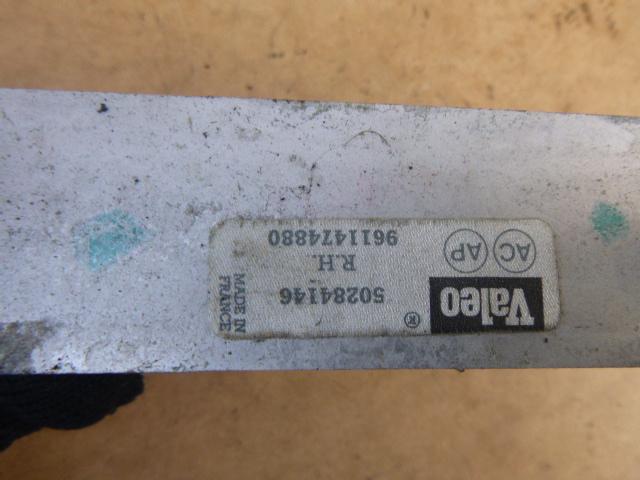 Valeo ®
50284146
R.H.
MADE IN
FRANCE
AC AP
9611474880